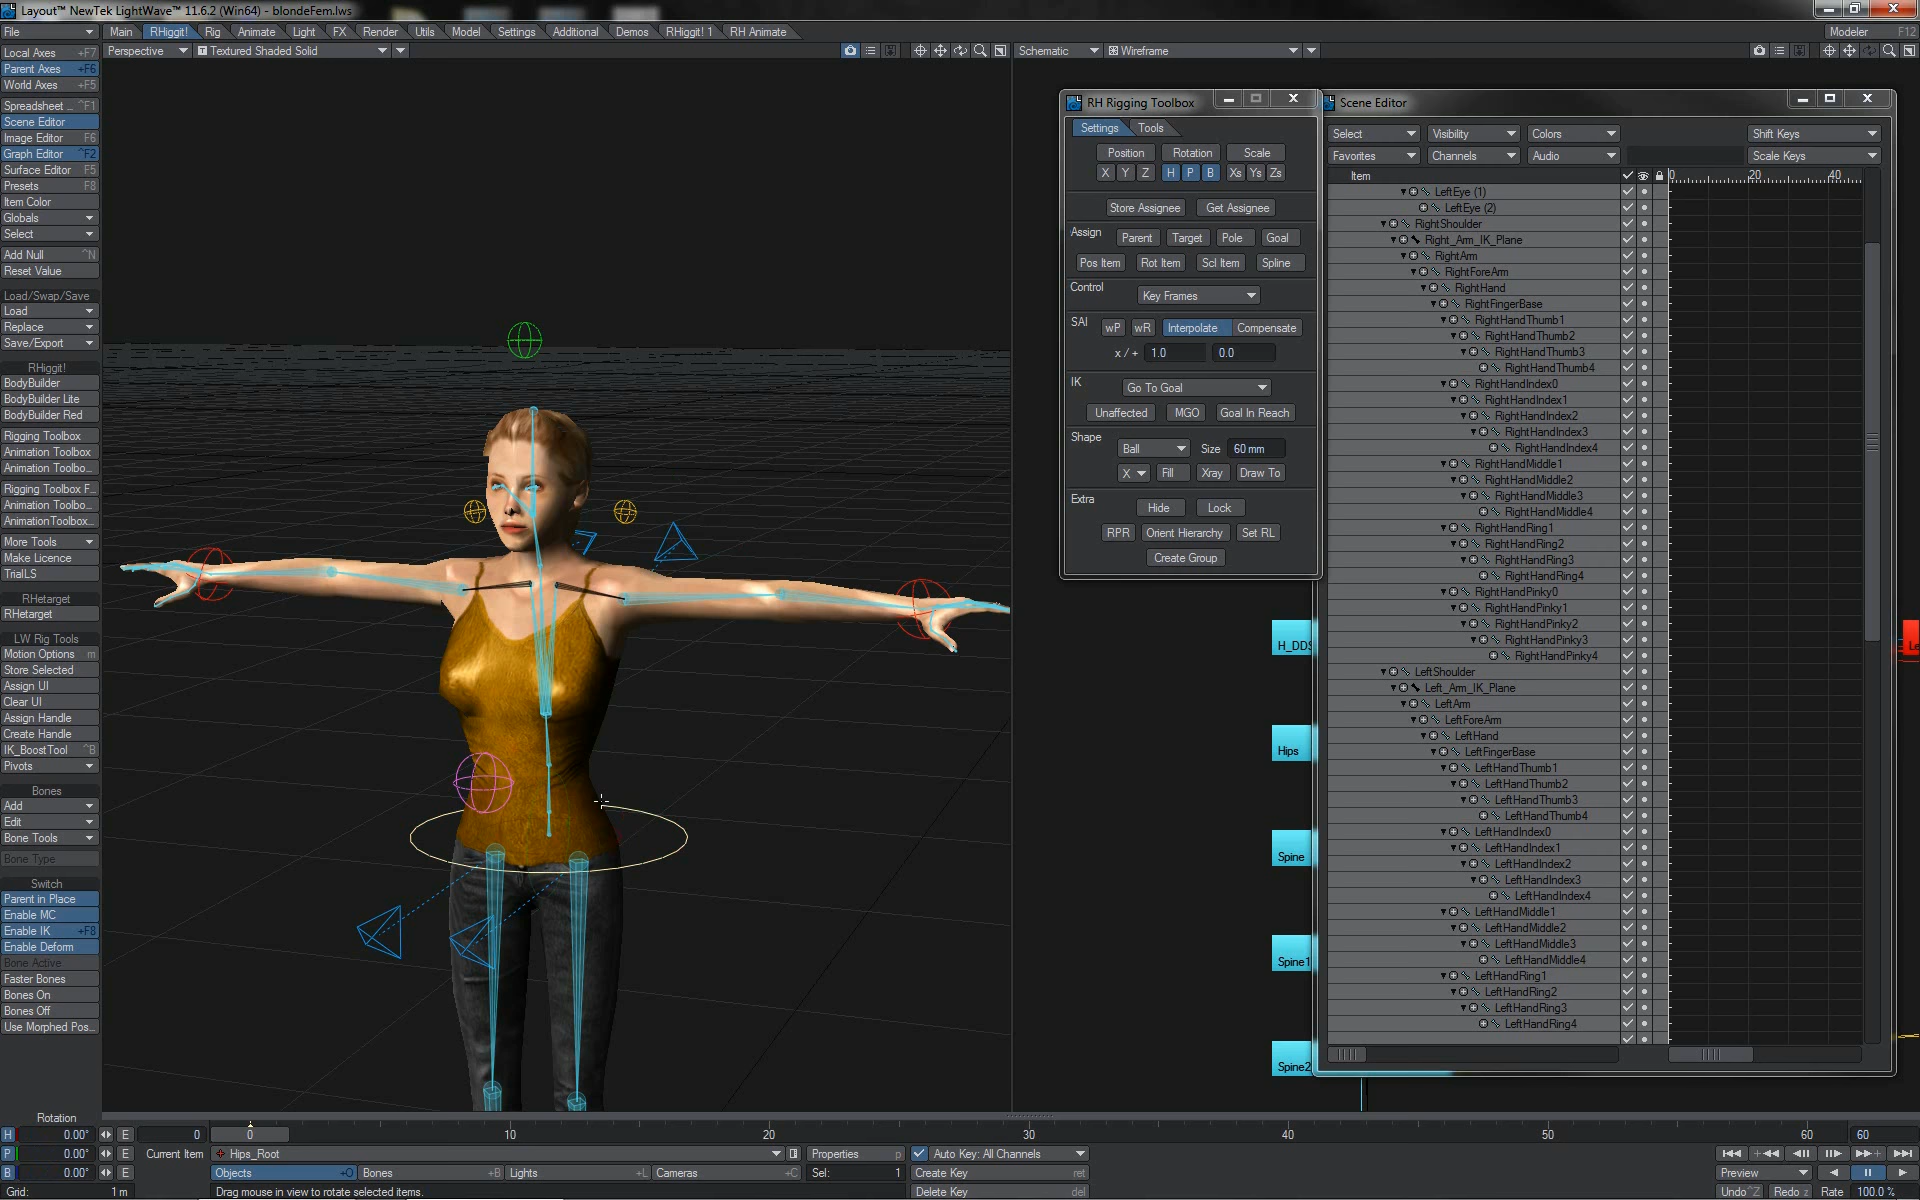 Layout™ NewTek LightWave™ 11.6.2 (Win64) - blondeFem.lws
File
Main RHiggit! Rig Animate Light FX Render Utils Model Settings Additional Demos RHiggit! 1 RH Animate
Modeler F12
Perspective Textured Shaded Solid
Schematic Wireframe
Local Axes +F7
Parent Axes +F6
World Axes +F5
Spreadsheet ... ^F1
Scene Editor
Image Editor F6
Graph Editor ^F2
Surface Editor F5
Presets F8
Item Color
Globals
Select
Add Null ^N
Reset Value
Load/Swap/Save
Load
Replace
Save/Export
RHiggit!
BodyBuilder
BodyBuilder Lite
BodyBuilder Red
Rigging Toolbox
Animation Toolbox
Animation Toolbo...
Rigging Toolbox F...
Animation Toolbo...
AnimationToolbox...
More Tools
Make Licence
TrialLS
RHetarget
RHetarget
LW Rig Tools
Motion Options m
Store Selected
Assign UI
Clear UI
Assign Handle
Create Handle
IK_BoostTool ^B
Pivots
Bones
Add
Edit
Bone Tools
Bone Type
Switch
Parent in Place
Enable MC
Enable IK +F8
Enable Deform
Bone Active
Faster Bones
Bones On
Bones Off
Use Morphed Pos...
RH Rigging Toolbox
Settings Tools
Position Rotation Scale
X Y Z H P B Xs Ys Zs
Store Assignee Get Assignee
Assign Parent Target Pole Goal
Pos Item Rot Item Scl Item Spline
Control Key Frames
SAI wP wR Interpolate Compensate
x / + 1.0 0.0
IK Go To Goal
Unaffected MGO Goal In Reach
Shape Ball Size 60 mm
X Fill Xray Draw To
Extra Hide Lock
RPR Orient Hierarchy Set RL
Create Group
H_DDS
Hips
Spine
Spine1
Spine2
Scene Editor
Select Visibility Colors Shift Keys
Favorites Channels Audio Scale Keys
Item 0 20 40
LeftEye (1)
LeftEye (2)
RightShoulder
Right_Arm_IK_Plane
RightArm
RightForeArm
RightHand
RightFingerBase
RightHandThumb1
RightHandThumb2
RightHandThumb3
RightHandThumb4
RightHandIndex0
RightHandIndex1
RightHandIndex2
RightHandIndex3
RightHandIndex4
RightHandMiddle1
RightHandMiddle2
RightHandMiddle3
RightHandMiddle4
RightHandRing1
RightHandRing2
RightHandRing3
RightHandRing4
RightHandPinky0
RightHandPinky1
RightHandPinky2
RightHandPinky3
RightHandPinky4
LeftShoulder
Left_Arm_IK_Plane
LeftArm
LeftForeArm
LeftHand
LeftFingerBase
LeftHandThumb1
LeftHandThumb2
LeftHandThumb3
LeftHandThumb4
LeftHandIndex0
LeftHandIndex1
LeftHandIndex2
LeftHandIndex3
LeftHandIndex4
LeftHandMiddle1
LeftHandMiddle2
LeftHandMiddle3
LeftHandMiddle4
LeftHandRing1
LeftHandRing2
LeftHandRing3
LeftHandRing4
Le
Rotation
H 0.00° E 0 0 10 20 30 40 50 60 60
P 0.00° E Current Item Hips_Root Properties p Auto Key: All Channels
B 0.00° E Objects +O Bones +B Lights +L Cameras +C Sel: 1 Create Key ret Preview
Grid: 1 m Drag mouse in view to rotate selected items. Delete Key del Undo ^Z Redo z Rate 100.0 %